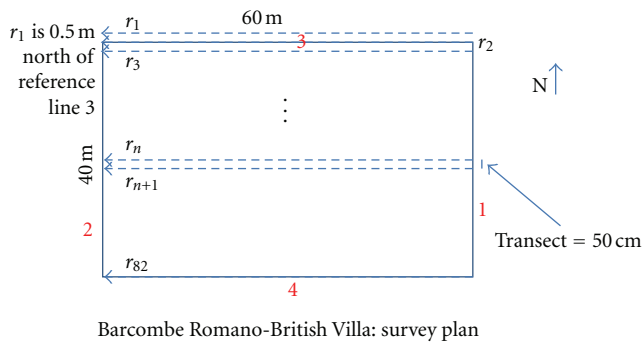 r1 is 0.5 m
north of
reference
line 3
r1
60 m
3
r2
r3
N
⋮
rn
rn+1
40 m
1
2
Transect = 50 cm
r82
4
Barcombe Romano-British Villa: survey plan